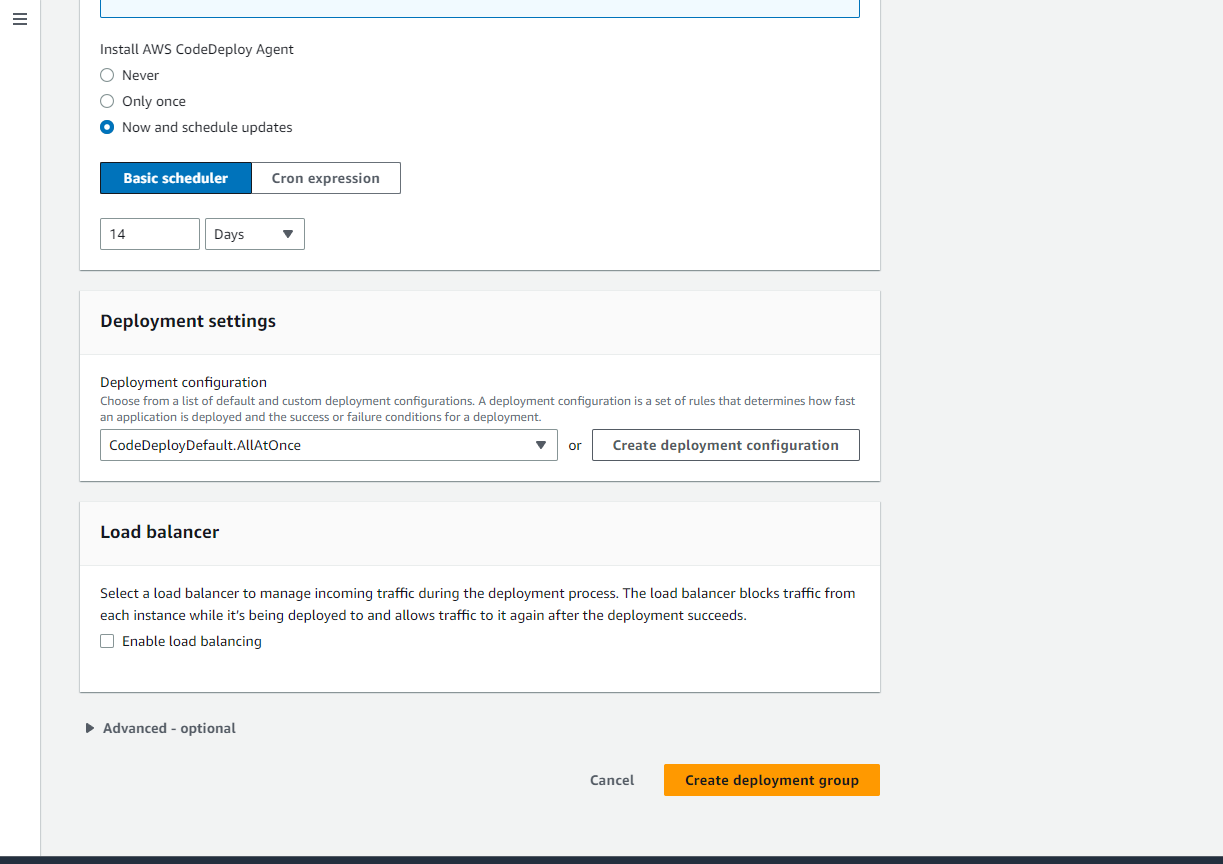 Install AWS CodeDeploy Agent
Never
Only once
Now and schedule updates
Basic scheduler
Cron expression
14
Days
Deployment settings
Deployment configuration
Choose from a list of default and custom deployment configurations. A deployment configuration is a set of rules that determines how fast
an application is deployed and the success or failure conditions for a deployment.
CodeDeployDefault.AllAtOnce
or
Create deployment configuration
Load balancer
Select a load balancer to manage incoming traffic during the deployment process. The load balancer blocks traffic from
each instance while it's being deployed to and allows traffic to it again after the deployment succeeds.
Enable load balancing
Advanced - optional
Cancel
Create deployment group